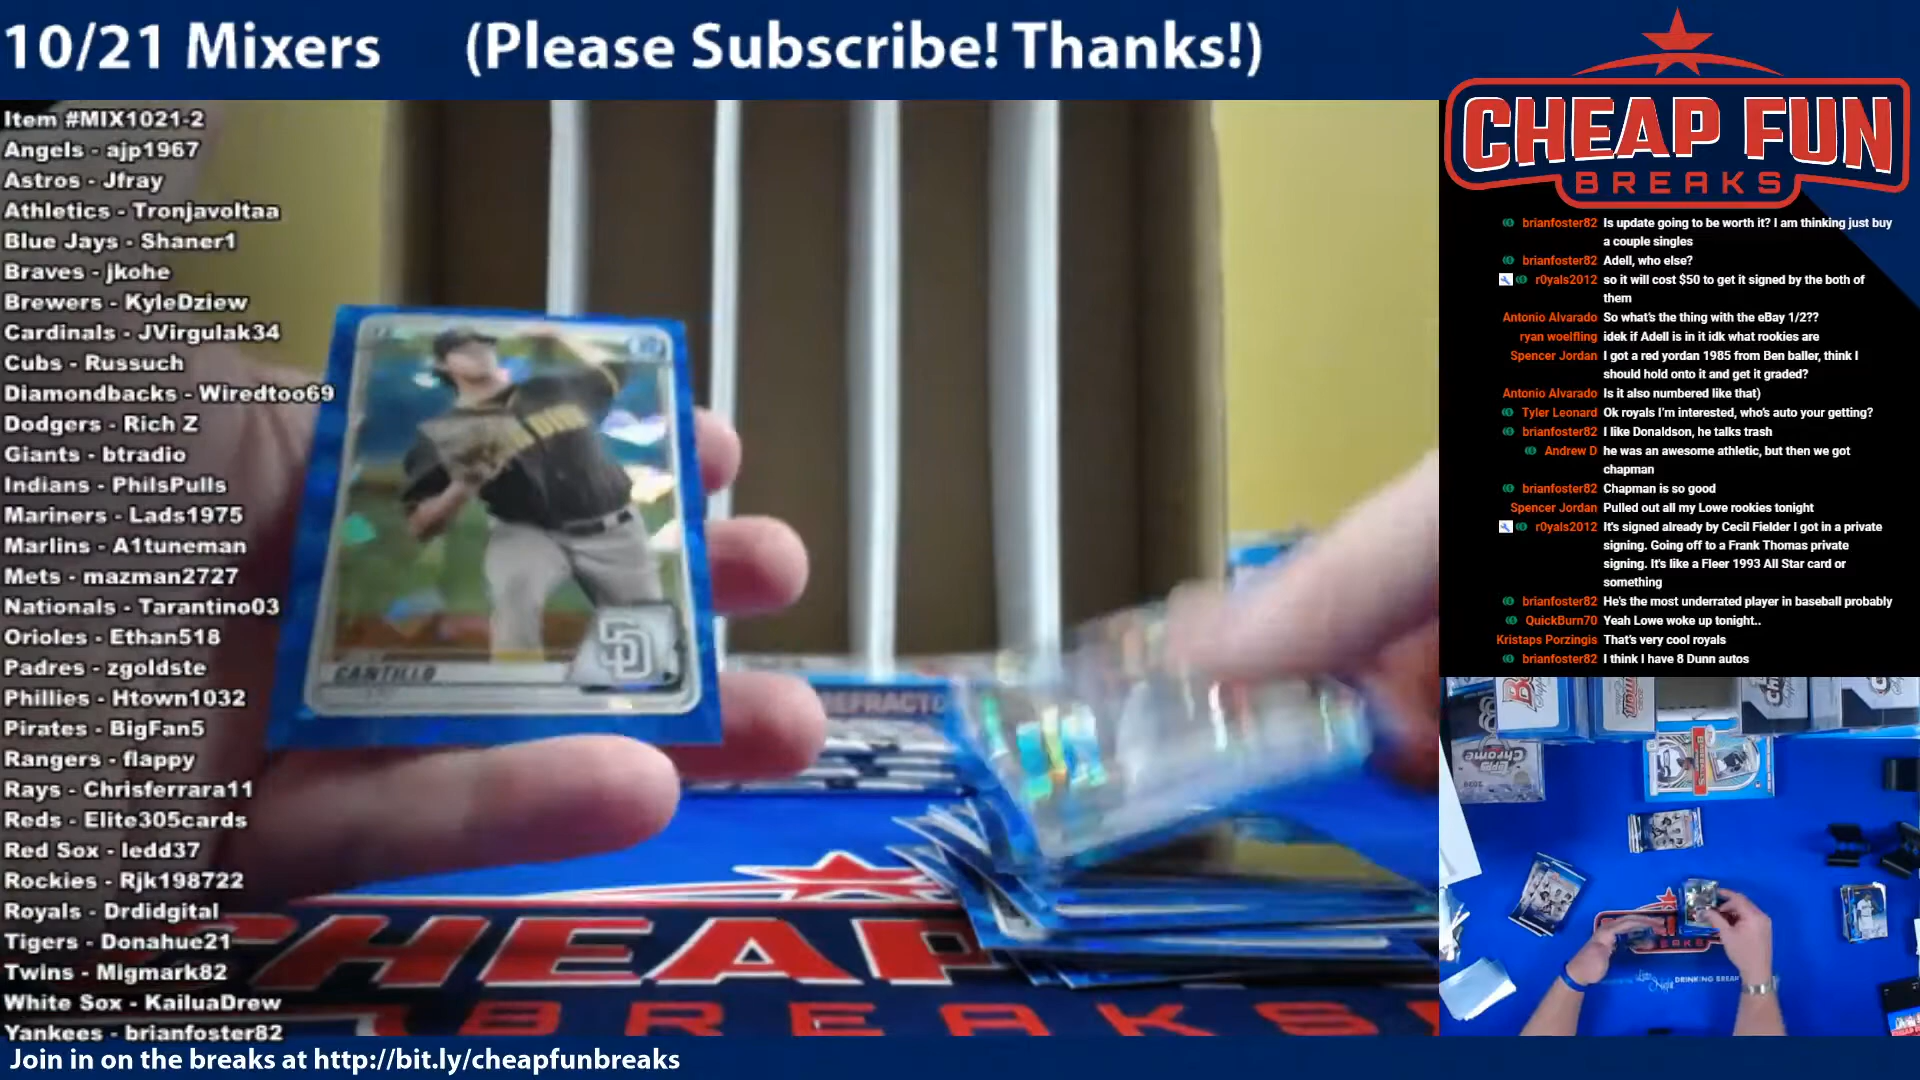 10/21 Mixers (Please Subscribe! Thanks!)
CHEAP FUN
BREAKS
Item #MIX1021-2
Angels - ajp1967
Astros - Jfray
Athletics - Tronjavoltaa
Blue Jays - Shaner1
Braves - jkohe
Brewers - KyleDziew
Cardinals - JVirgulak34
Cubs - Russuch
Diamondbacks - Wiredtoo69
Dodgers - Rich Z
Giants - btradio
Indians - PhilsPulls
Mariners - Lads1975
Marlins - A1tuneman
Mets - mazman2727
Nationals - Tarantino03
Orioles - Ethan518
Padres - zgoldste
Phillies - Htown1032
Pirates - BigFan5
Rangers - flappy
Rays - Chrisferrara11
Reds - Elite305cards
Red Sox - ledd37
Rockies - Rjk198722
Royals - Drdidgital
Tigers - Donahue21
Twins - Migmark82
White Sox - KailuaDrew
Yankees - brianfoster82
CANTILLO
SD
CHEAP
BREAKS
brianfoster82 Is update going to be worth it? I am thinking just buy
a couple singles
brianfoster82 Adell, who else?
r0yals2012 so it will cost $50 to get it signed by the both of
them
Antonio Alvarado So what's the thing with the eBay 1/2??
ryan woelfling idek if Adell is in it idk what rookies are
Spencer Jordan I got a red yordan 1985 from Ben baller, think I
should hold onto it and get it graded?
Antonio Alvarado Is it also numbered like that)
Tyler Leonard Ok royals I'm interested, who's auto your getting?
brianfoster82 I like Donaldson, he talks trash
Andrew D he was an awesome athletic, but then we got
chapman
brianfoster82 Chapman is so good
Spencer Jordan Pulled out all my Lowe rookies tonight
r0yals2012 It's signed already by Cecil Fielder I got in a private
signing. Going off to a Frank Thomas private
signing. It's like a Fleer 1993 All Star card or
something
brianfoster82 He's the most underrated player in baseball probably
QuickBurn70 Yeah Lowe woke up tonight..
Kristaps Porzingis That's very cool royals
brianfoster82 I think I have 8 Dunn autos
Topps
Chrome
DRINKING BREAK
Join in on the breaks at http://bit.ly/cheapfunbreaks